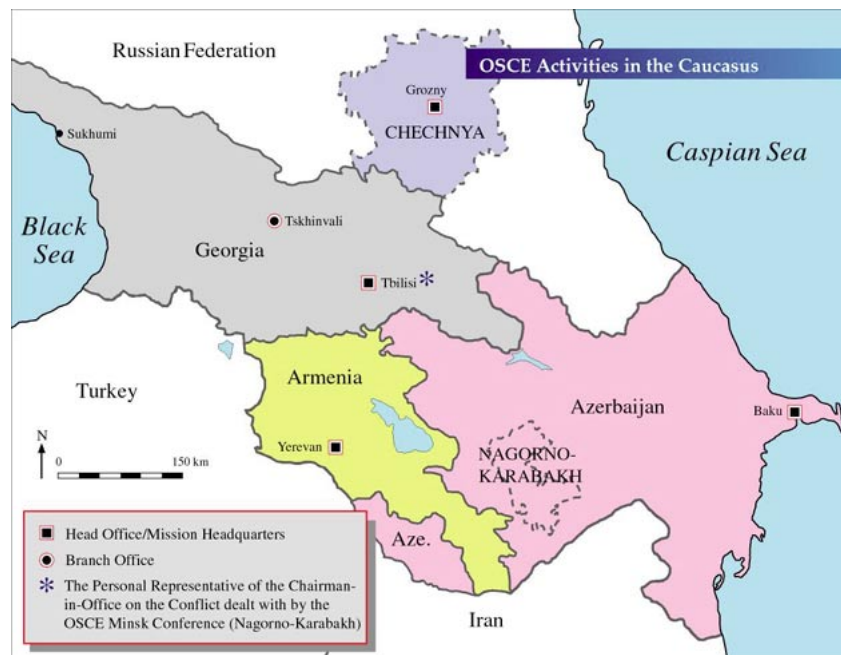 OSCE Activities in the Caucasus
Russian Federation
Grozny
CHECHNYA
Sukhumi
Caspian Sea
Black
Sea
Tskhinvali
Georgia
Tbilisi *
Turkey
Armenia
Azerbaijan
Baku
N
0 150 km
Yerevan
NAGORNO-
KARABAKH
Aze.
Iran
Head Office/Mission Headquarters
Branch Office
* The Personal Representative of the Chairman-
in-Office on the Conflict dealt with by the
OSCE Minsk Conference (Nagorno-Karabakh)